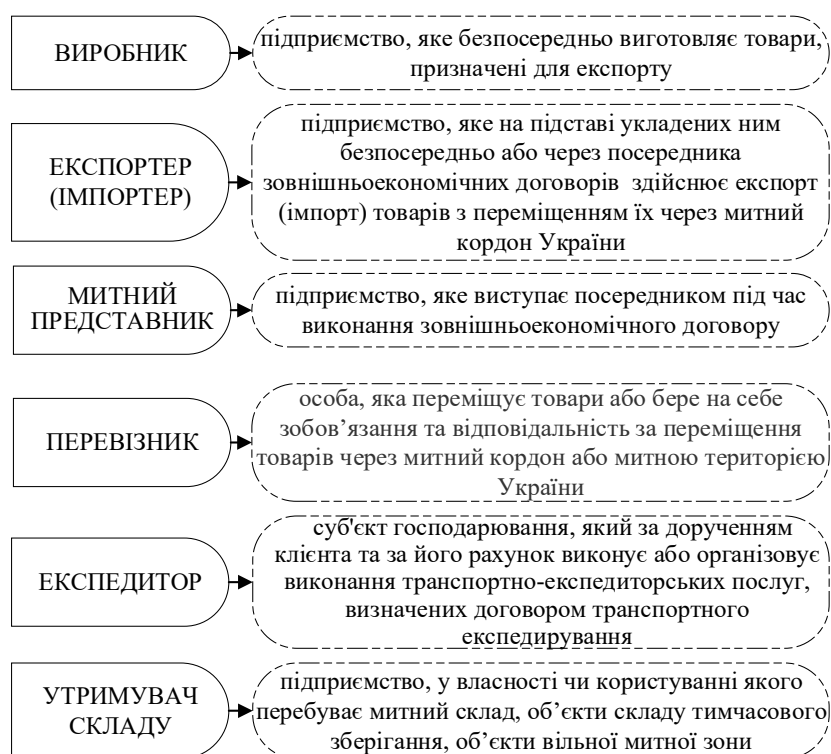 ВИРОБНИК
підприємство, яке безпосередньо виготовляє товари,
призначені для експорту
ЕКСПОРТЕР
(ІМПОРТЕР)
підприємство, яке на підставі укладених ним
безпосередньо або через посередника
зовнішньоекономічних договорів здійснює експорт
(імпорт) товарів з переміщенням їх через митний
кордон України
МИТНИЙ
ПРЕДСТАВНИК
підприємство, яке виступає посередником під час
виконання зовнішньоекономічного договору
ПЕРЕВІЗНИК
особа, яка переміщує товари або бере на себе
зобов’язання та відповідальність за переміщення
товарів через митний кордон або митною територією
України
ЕКСПЕДИТОР
суб'єкт господарювання, який за дорученням
клієнта та за його рахунок виконує або організовує
виконання транспортно-експедиторських послуг,
визначених договором транспортного
експедирування
УТРИМУВАЧ
СКЛАДУ
підприємство, у власності чи користуванні якого
перебуває митний склад, об’єкти складу тимчасового
зберігання, об’єкти вільної митної зони